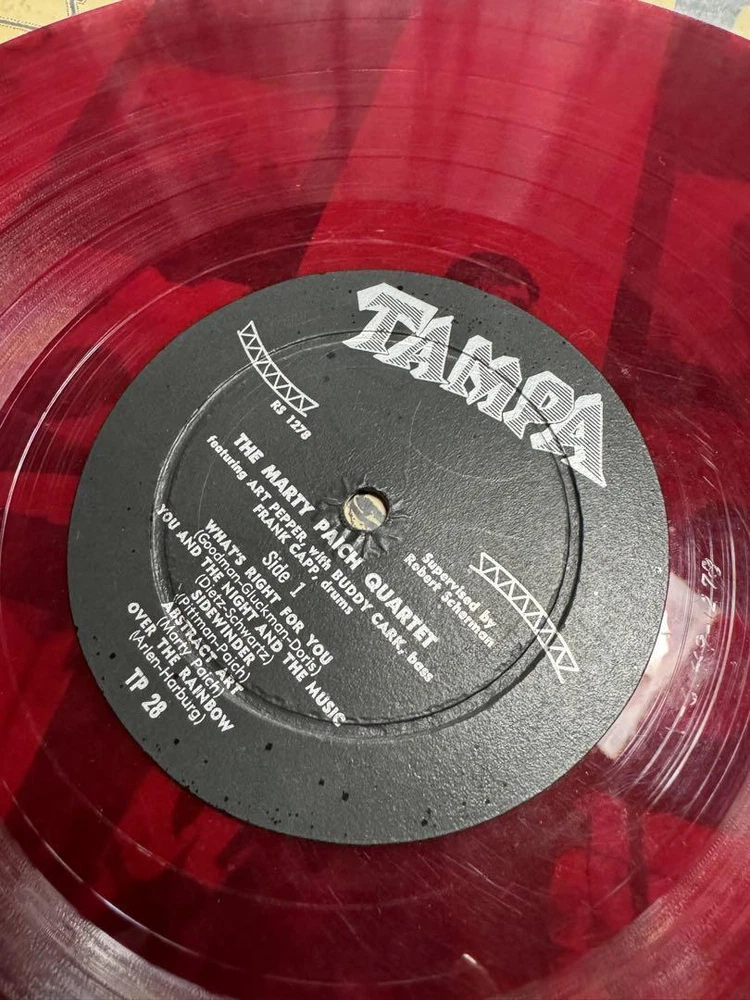 TAMPA
RS 1278
THE MARTY PAICH QUARTET
featuring ART PEPPER with BUDDY CARK, bass
FRANK CAPP, drums
Supervised by
Robert Scherman
Side 1
WHAT'S RIGHT FOR YOU
(Goodman-Gluckman-Doris)
YOU AND THE NIGHT AND THE MUSIC
(Dietz-Schwartz)
SIDEWINDER
(Pittman-Paich)
ABSTRACT ART
(Marty Paich)
OVER THE RAINBOW
(Arlen-Harburg)
TP 28